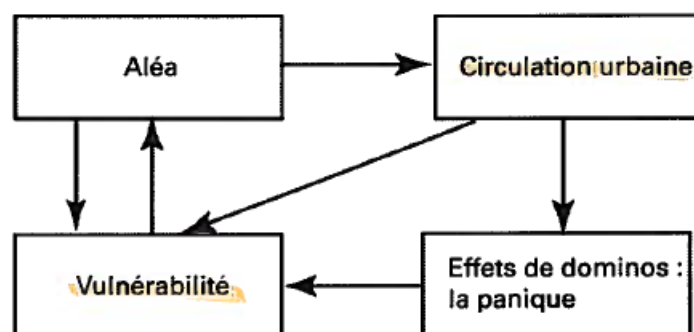 Aléa
Circulation urbaine
Vulnérabilité
Effets de dominos :
la panique